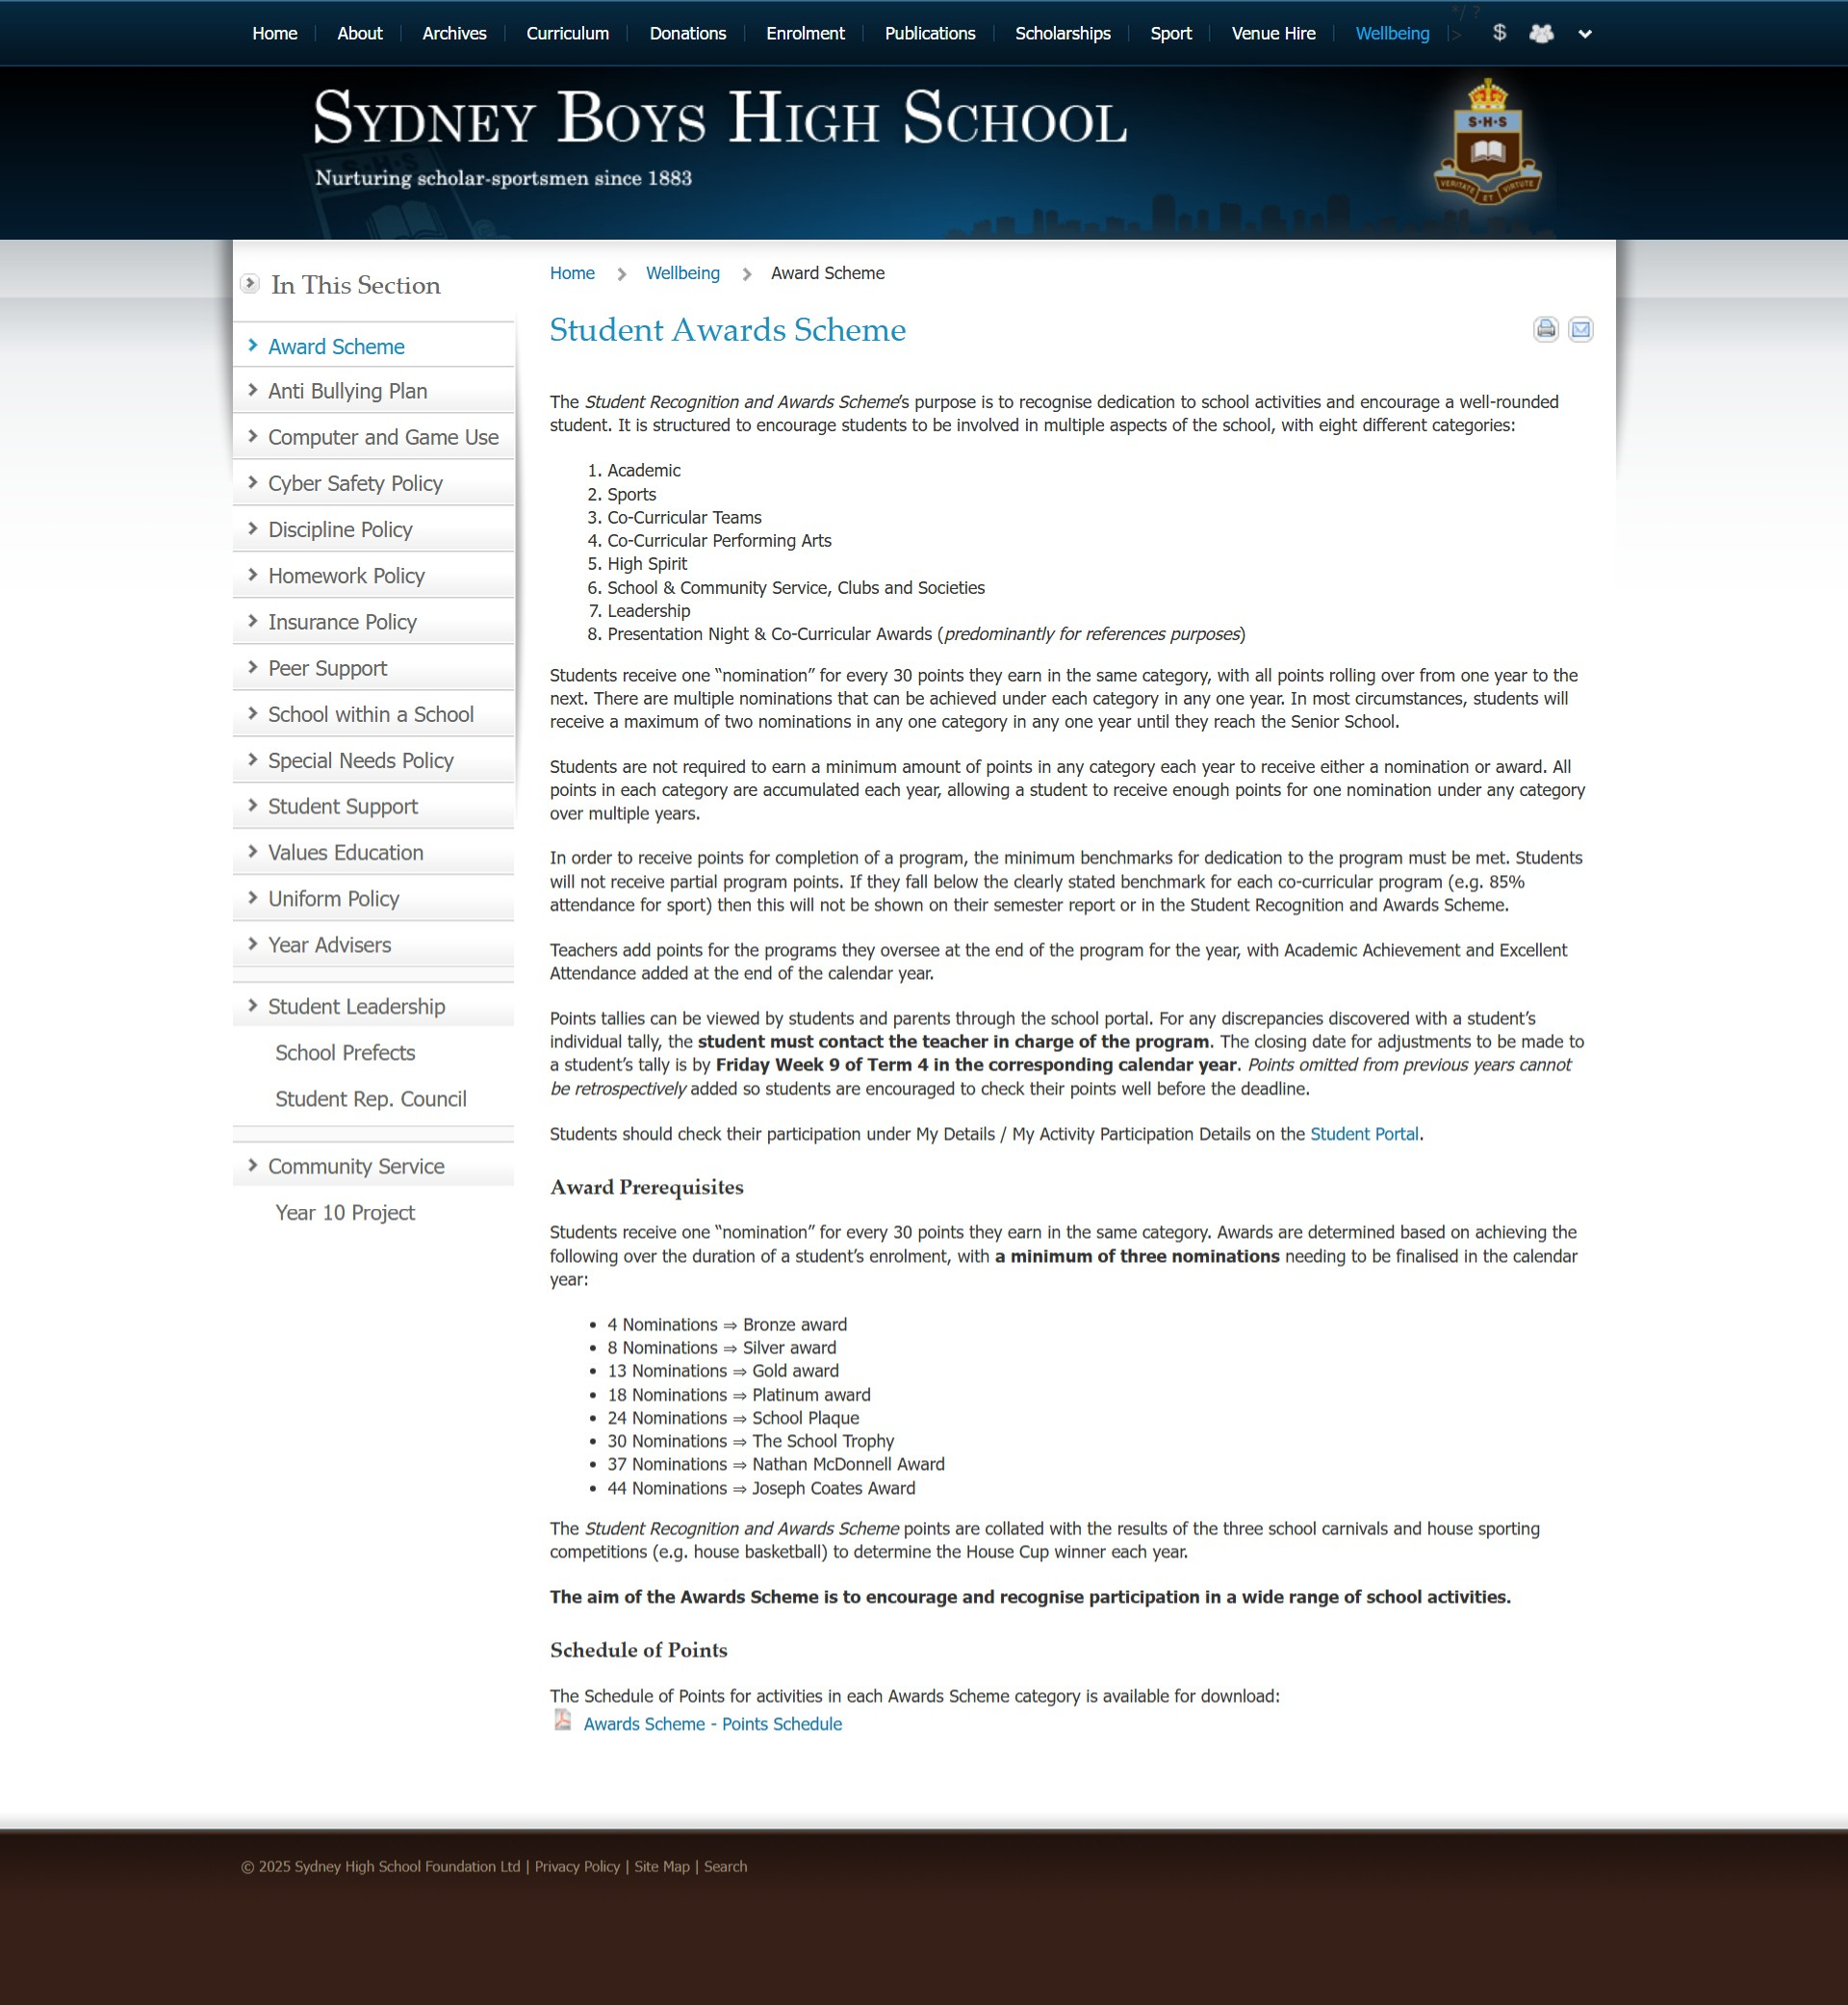 Home
About
Archives
Curriculum
Donations
Enrolment
Publications
Scholarships
Sport
Venue Hire
Wellbeing
*/ ?
>
$
SYDNEY BOYS HIGH SCHOOL
Nurturing scholar-sportsmen since 1883
S·H·S
VERITATE ET VIRTUTE
In This Section
Award Scheme
Anti Bullying Plan
Computer and Game Use
Cyber Safety Policy
Discipline Policy
Homework Policy
Insurance Policy
Peer Support
School within a School
Special Needs Policy
Student Support
Values Education
Uniform Policy
Year Advisers
Student Leadership
School Prefects
Student Rep. Council
Community Service
Year 10 Project
Home > Wellbeing > Award Scheme
Student Awards Scheme
The Student Recognition and Awards Scheme's purpose is to recognise dedication to school activities and encourage a well-rounded
student. It is structured to encourage students to be involved in multiple aspects of the school, with eight different categories:
1. Academic
2. Sports
3. Co-Curricular Teams
4. Co-Curricular Performing Arts
5. High Spirit
6. School & Community Service, Clubs and Societies
7. Leadership
8. Presentation Night & Co-Curricular Awards (predominantly for references purposes)
Students receive one “nomination” for every 30 points they earn in the same category, with all points rolling over from one year to the
next. There are multiple nominations that can be achieved under each category in any one year. In most circumstances, students will
receive a maximum of two nominations in any one category in any one year until they reach the Senior School.
Students are not required to earn a minimum amount of points in any category each year to receive either a nomination or award. All
points in each category are accumulated each year, allowing a student to receive enough points for one nomination under any category
over multiple years.
In order to receive points for completion of a program, the minimum benchmarks for dedication to the program must be met. Students
will not receive partial program points. If they fall below the clearly stated benchmark for each co-curricular program (e.g. 85%
attendance for sport) then this will not be shown on their semester report or in the Student Recognition and Awards Scheme.
Teachers add points for the programs they oversee at the end of the program for the year, with Academic Achievement and Excellent
Attendance added at the end of the calendar year.
Points tallies can be viewed by students and parents through the school portal. For any discrepancies discovered with a student’s
individual tally, the student must contact the teacher in charge of the program. The closing date for adjustments to be made to
a student’s tally is by Friday Week 9 of Term 4 in the corresponding calendar year. Points omitted from previous years cannot
be retrospectively added so students are encouraged to check their points well before the deadline.
Students should check their participation under My Details / My Activity Participation Details on the Student Portal.
Award Prerequisites
Students receive one “nomination” for every 30 points they earn in the same category. Awards are determined based on achieving the
following over the duration of a student’s enrolment, with a minimum of three nominations needing to be finalised in the calendar
year:
• 4 Nominations ⇒ Bronze award
• 8 Nominations ⇒ Silver award
• 13 Nominations ⇒ Gold award
• 18 Nominations ⇒ Platinum award
• 24 Nominations ⇒ School Plaque
• 30 Nominations ⇒ The School Trophy
• 37 Nominations ⇒ Nathan McDonnell Award
• 44 Nominations ⇒ Joseph Coates Award
The Student Recognition and Awards Scheme points are collated with the results of the three school carnivals and house sporting
competitions (e.g. house basketball) to determine the House Cup winner each year.
The aim of the Awards Scheme is to encourage and recognise participation in a wide range of school activities.
Schedule of Points
The Schedule of Points for activities in each Awards Scheme category is available for download:
Awards Scheme - Points Schedule
© 2025 Sydney High School Foundation Ltd | Privacy Policy | Site Map | Search